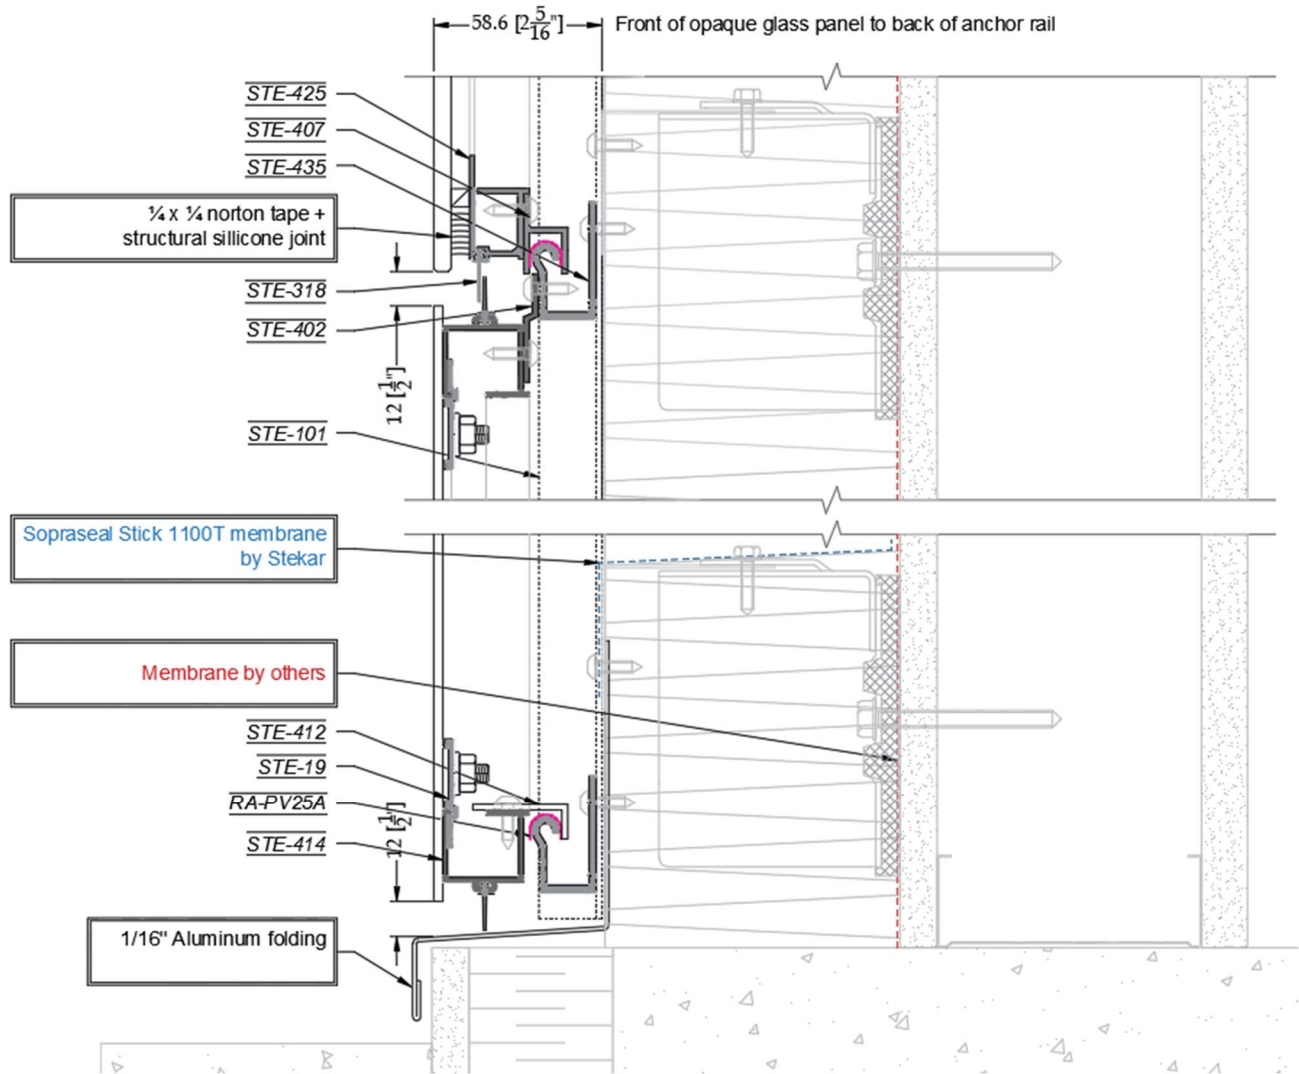 58.6 [2 5/16"]
Front of opaque glass panel to back of anchor rail
STE-425
STE-407
STE-435
¼ x ¼ norton tape +
structural sillicone joint
STE-318
STE-402
12 [1/2"]
STE-101
Sopraseal Stick 1100T membrane
by Stekar
Membrane by others
STE-412
STE-19
RA-PV25A
STE-414
12 [1/2"]
1/16" Aluminum folding